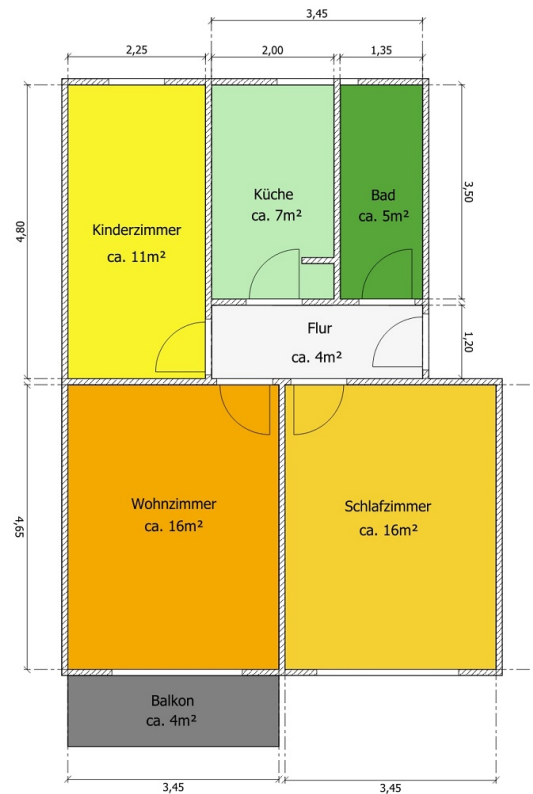 3,45
2,25
2,00
1,35
4,80
3,50
Kinderzimmer
ca. 11m²
Küche
ca. 7m²
Bad
ca. 5m²
Flur
ca. 4m²
1,20
4,65
Wohnzimmer
ca. 16m²
Schlafzimmer
ca. 16m²
Balkon
ca. 4m²
3,45
3,45